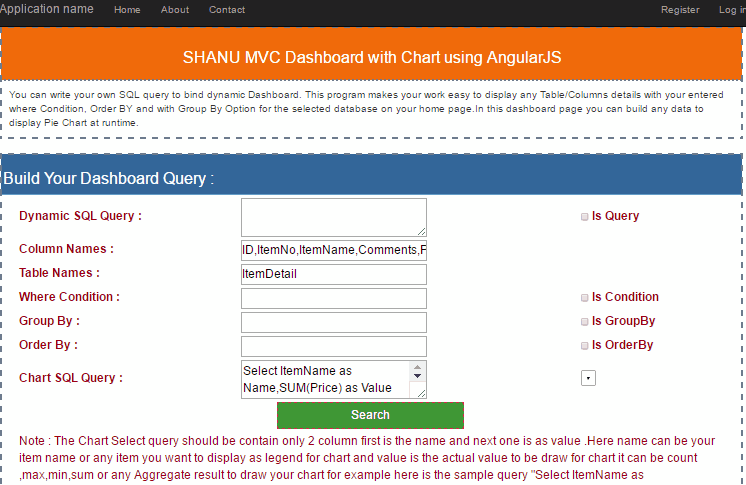 Application name Home About Contact Register Log in
SHANU MVC Dashboard with Chart using AngularJS
You can write your own SQL query to bind dynamic Dashboard. This program makes your work easy to display any Table/Columns details with your entered
where Condition, Order BY and with Group By Option for the selected database on your home page.In this dashboard page you can build any data to
display Pie Chart at runtime.
Build Your Dashboard Query :
Dynamic SQL Query : Is Query
Column Names : ID,ItemNo,ItemName,Comments,F
Table Names : ItemDetail
Where Condition : Is Condition
Group By : Is GroupBy
Order By : Is OrderBy
Chart SQL Query : Select ItemName as
Name,SUM(Price) as Value
Search
Note : The Chart Select query should be contain only 2 column first is the name and next one is as value .Here name can be your
item name or any item you want to display as legend for chart and value is the actual value to be draw for chart it can be count
,max,min,sum or any Aggregate result to draw your chart for example here is the sample query "Select ItemName as